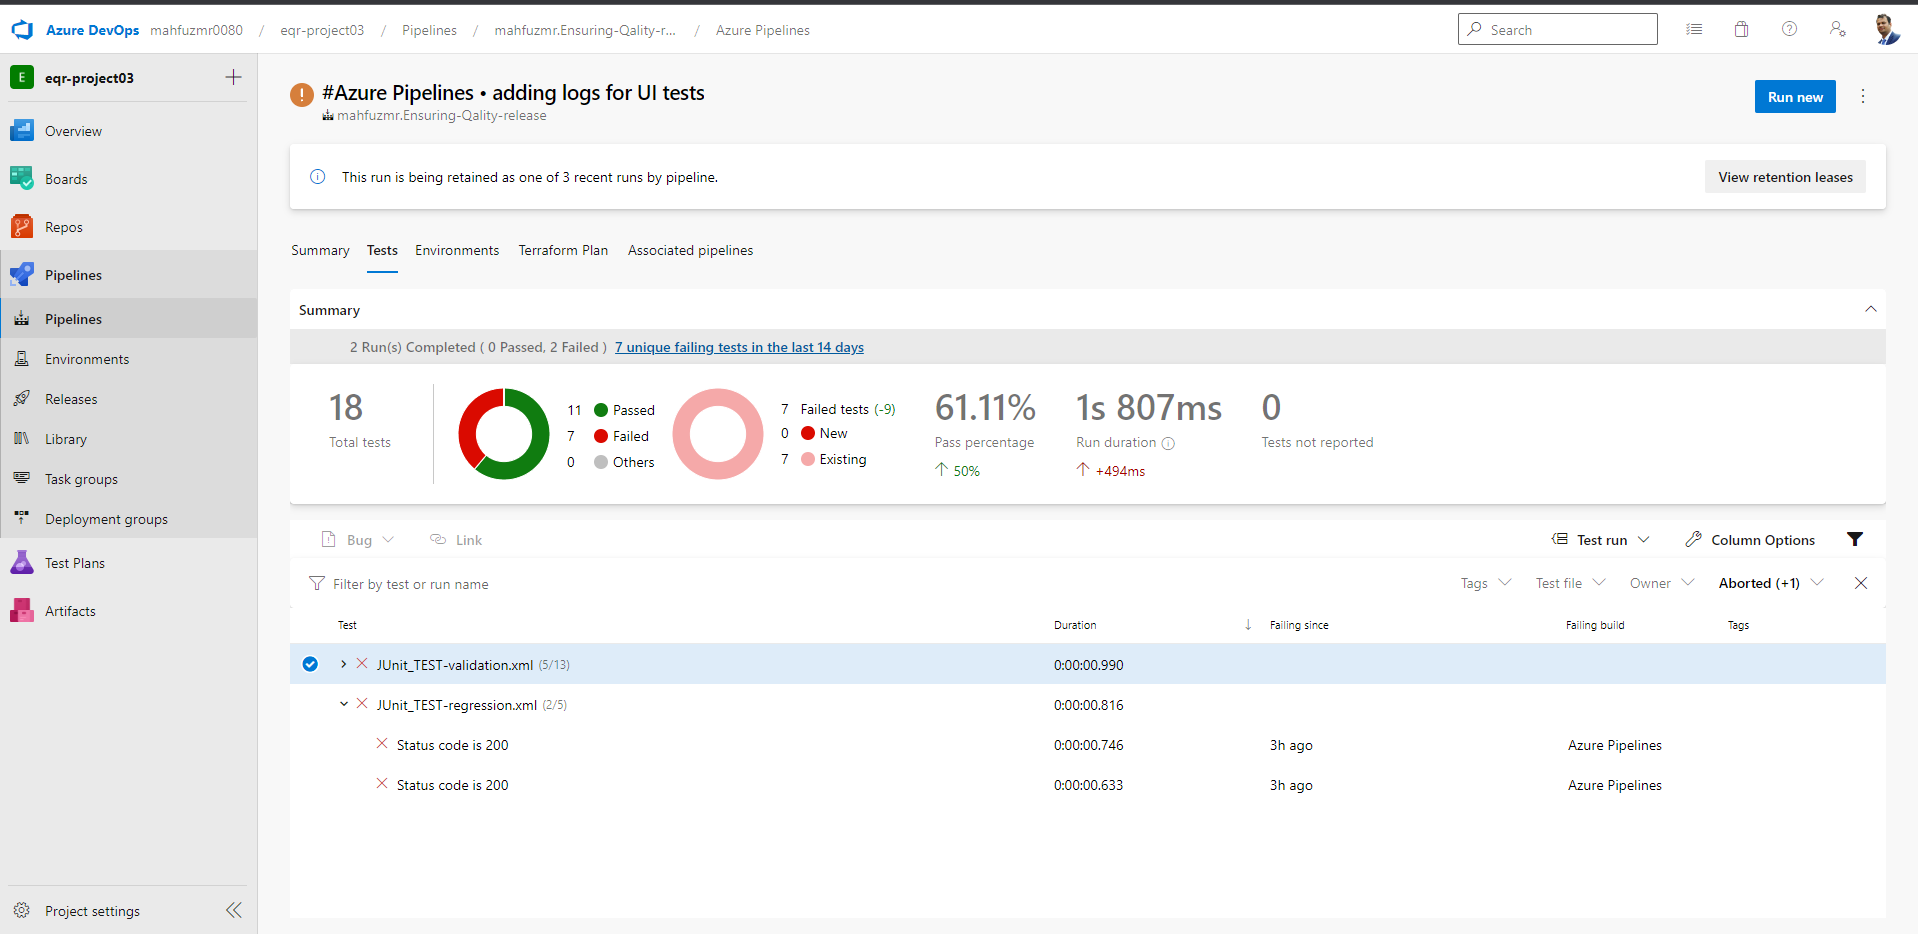 Azure DevOps mahfuzmr0080 / eqr-project03 / Pipelines / mahfuzmr.Ensuring-Qality-r... / Azure Pipelines
Search
E eqr-project03
Overview
Boards
Repos
Pipelines
Pipelines
Environments
Releases
Library
Task groups
Deployment groups
Test Plans
Artifacts
Project settings
#Azure Pipelines • adding logs for UI tests
mahfuzmr.Ensuring-Qality-release
Run new
This run is being retained as one of 3 recent runs by pipeline.
View retention leases
Summary Tests Environments Terraform Plan Associated pipelines
Summary
2 Run(s) Completed ( 0 Passed, 2 Failed ) 7 unique failing tests in the last 14 days
18
Total tests
11 Passed
7 Failed
0 Others
7 Failed tests (-9)
0 New
7 Existing
61.11%
Pass percentage
50%
1s 807ms
Run duration
+494ms
0
Tests not reported
Bug Link
Test run Column Options
Filter by test or run name
Tags Test file Owner Aborted (+1)
Test Duration Failing since Failing build Tags
JUnit_TEST-validation.xml (5/13) 0:00:00.990
JUnit_TEST-regression.xml (2/5) 0:00:00.816
Status code is 200 0:00:00.746 3h ago Azure Pipelines
Status code is 200 0:00:00.633 3h ago Azure Pipelines